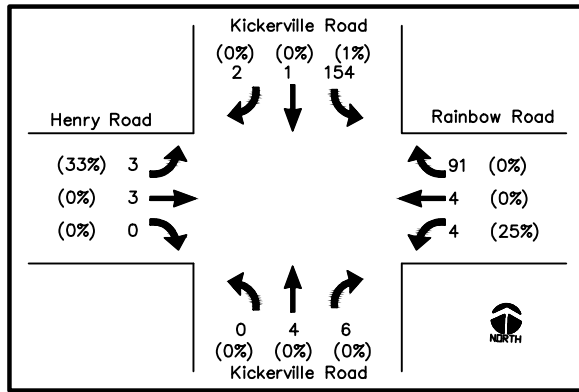 Kickerville Road
(0%) (0%) (1%)
2 1 154
Henry Road
Rainbow Road
(33%) 3
91 (0%)
(0%) 3
4 (0%)
(0%) 0
4 (25%)
0 4 6
(0%) (0%) (0%)
Kickerville Road
NORTH